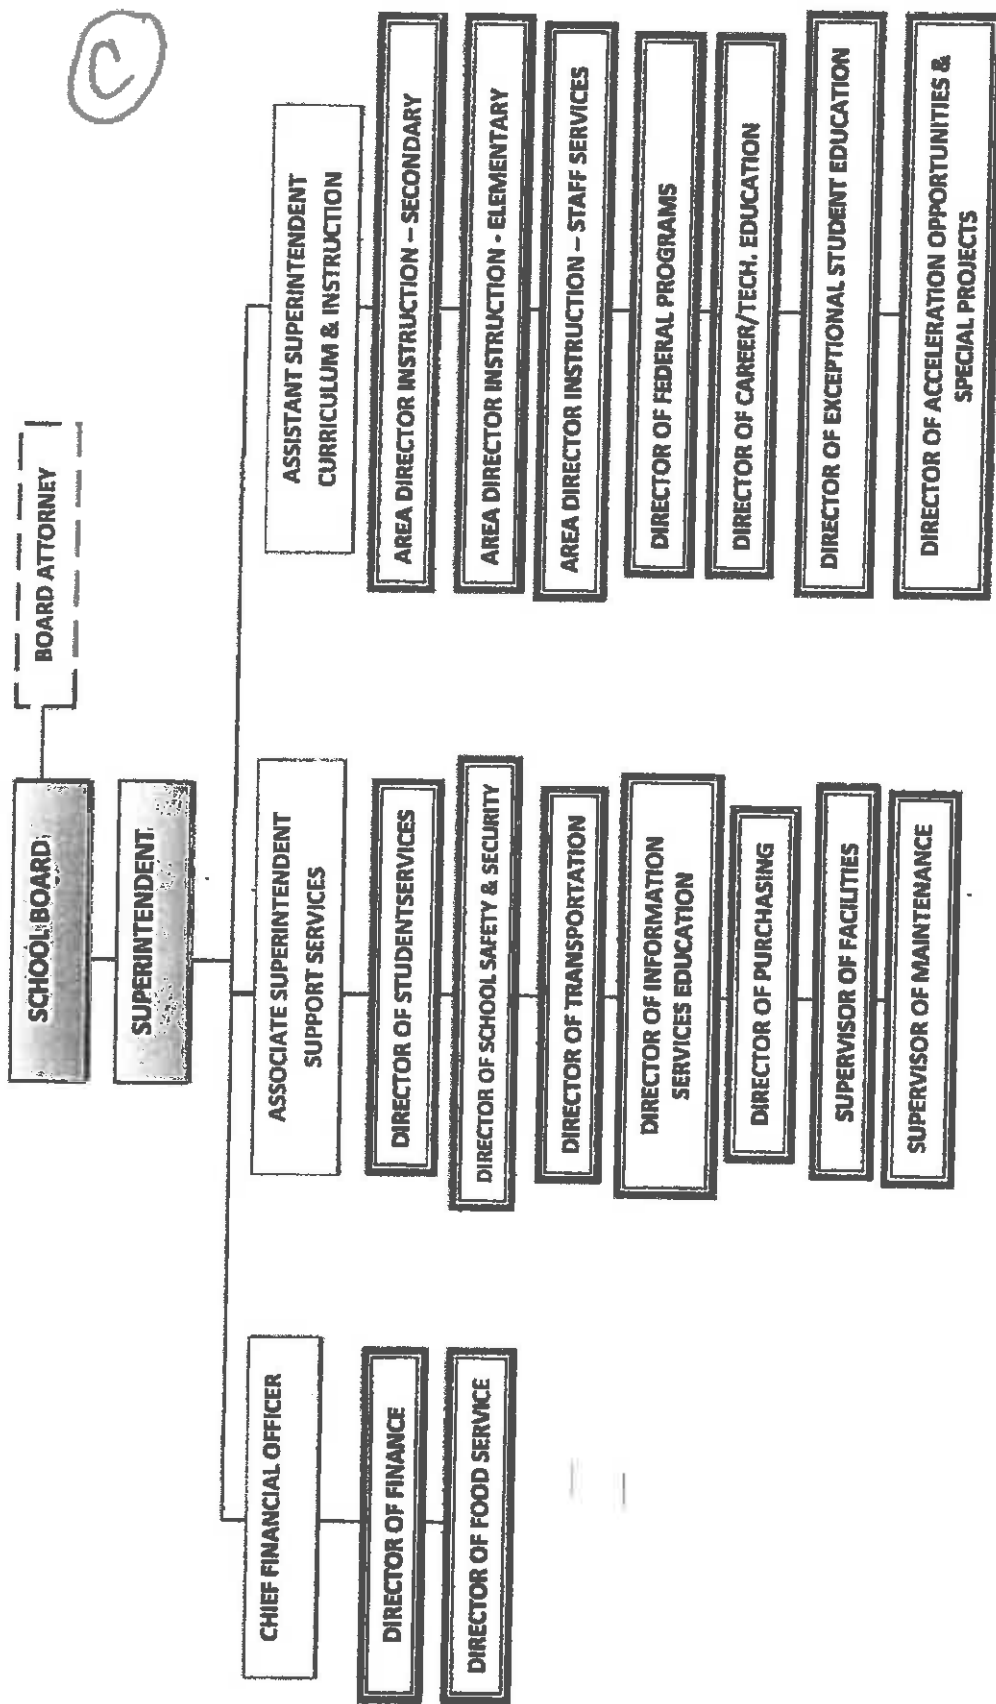 C
SCHOOL BOARD
BOARD ATTORNEY
SUPERINTENDENT
CHIEF FINANCIAL OFFICER
DIRECTOR OF FINANCE
DIRECTOR OF FOOD SERVICE
ASSOCIATE SUPERINTENDENT
SUPPORT SERVICES
DIRECTOR OF STUDENTSERVICES
DIRECTOR OF SCHOOL SAFETY & SECURITY
DIRECTOR OF TRANSPORTATION
DIRECTOR OF INFORMATION
SERVICES EDUCATION
DIRECTOR OF PURCHASING
SUPERVISOR OF FACILITIES
SUPERVISOR OF MAINTENANCE
ASSISTANT SUPERINTENDENT
CURRICULUM & INSTRUCTION
AREA DIRECTOR INSTRUCTION – SECONDARY
AREA DIRECTOR INSTRUCTION - ELEMENTARY
AREA DIRECTOR INSTRUCTION – STAFF SERVICES
DIRECTOR OF FEDERAL PROGRAMS
DIRECTOR OF CAREER/TECH. EDUCATION
DIRECTOR OF EXCEPTIONAL STUDENT EDUCATION
DIRECTOR OF ACCELERATION OPPORTUNITIES &
SPECIAL PROJECTS